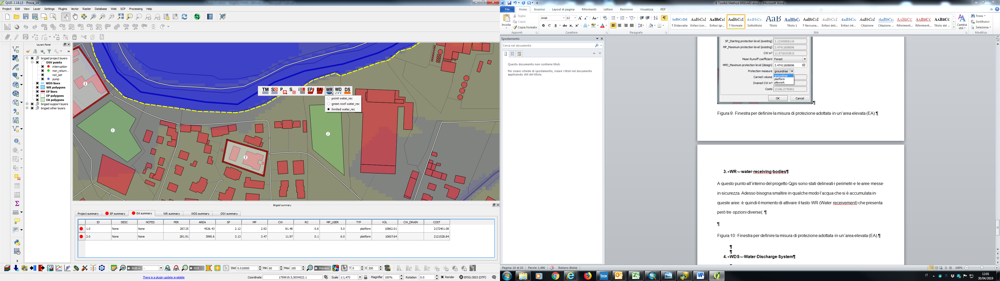 QGIS 2.18.13 - Prova_14
Project Edit View Layer Settings Plugins Vector Raster Database Web SCP Processing Help
Layers Panel
brigaid project layers
DSV points
interruption
non_return...
not_set
pump
WDS lines
WR polygons
EP lines
EP polygons
EA polygons
brigaid support layers
brigaid other layers
1
1
2
2
12
10
TM SO P S i EP EA WR WD DS
point water_rec
green roof water_rec
limited water_rec
Brigaid summary
Project summary EP summary EA summary WR summary WDS summary DSV summary
ID DESC NOTES PER AREA SP MP CW RC MP_USER TYP VOL CW_DRAIN COST
1.0 None None 287.25 4526.43 2.12 2.92 81.48 0.6 5.0 platform 10862.01 2172401.08
2.0 None None 281.91 3990.6 3.13 3.47 11.97 0.1 6.0 platform 10607.64 2121528.84
RGB = - ROI Dist 0.010000 Min 60 Max 100 Preview T 0 S 200
There is a plugin update available
Coordinate 1759919.5,5054522.1 Scale 1:1,473 Magnifier 100% Rotation 0.0 Render EPSG:3003 (OTF)
Il Toolkit Method BRIGAID.docx - Microsoft Word
File Home Inserisci Layout di pagina Riferimenti Lettere Revisione Visualizza PDF
Incolla
Taglia
Copia
Copia formato
Appunti
Arial 12
G C S abc x₂ x²
Carattere
Paragrafo
AaBbCcDd AaBbCcL AaBbCcI AaBbCcI AaBbCc. AaB AaBbC AaBbCcI AaBbCcL AaBbCcI AaBbCcL AaBbCcL AABBCC AABBCC AABBCC
¶ Didascalia Enfasi (cor... Enfasi (gr... ¶ Normale Sottotitolo Titolo Titolo 1 ¶ Nessuna... Enfasi deli... Enfasi int... Citazione Citazione ... Riferiment... Riferiment... Titolo del ...
Stili
Cambia stili
Trova
Sostituisci
Seleziona
Modifica
Spostamento
Cerca nel documento
Questo documento non contiene titoli.
Per creare schede di spostamento, creare i titoli nel documento
applicando stili del titolo.
SP_Starting protection level (existing) 3.13345909119
MP_Maximum protection level (existing) 3.47411608696
CW m³ 11.9718103815
Mean Runoff coefficient Forest
MPD_Maximum protection level (design) 3.47411608696
Protection measure groundrise
groundrise
platform
pilework
Carried volume
Drained CW m³
Costs 13196.0776991
OK Cancel
¶
Figura 9: Finestra per definire la misura di protezione adottata in un'area elevata (EA).¶
3. WR – water receiving bodies¶
A questo punto all'interno del progetto Qgis sono stati delineati i perimetri e le aree messe
in sicurezza. Adesso bisogna smaltire in qualche modo l'acqua che si è accumulata in
queste aree: è quindi il momento di attivare il tasto WR (Water receivement) che presenta
però tre opzioni diverse(: ¶
¶
Figura 10: Finestra per definire la misura di protezione adottata in un'area elevata (EA).¶
¶
¶
4. WDS – Water Discharge System¶
Pagina: 10 di 10 Parole: 1,486 Italiano (Italia) 100%
box
IT 12:01
30/04/2019